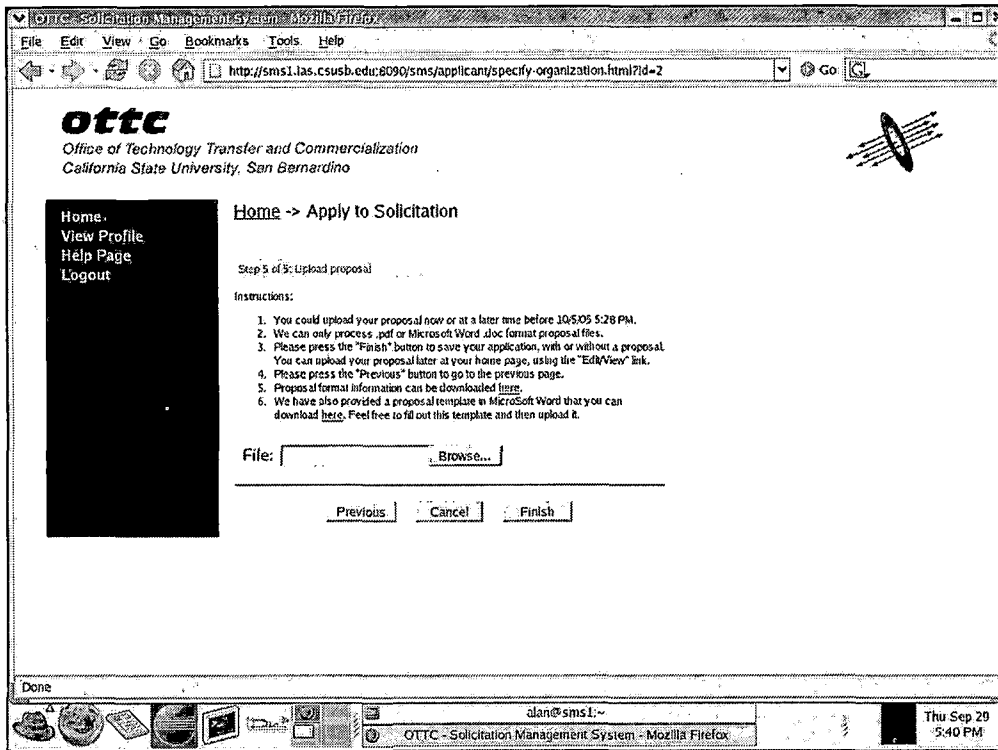 OTTC - Solicitation Management System - Mozilla Firefox
File Edit View Go Bookmarks Tools Help
http://sms1.ias.csusb.edu:8090/sms/applicant/specify-organization.html?id=2
Go
ottc
Office of Technology Transfer and Commercialization
California State University, San Bernardino
Home
View Profile
Help Page
Logout
Home -> Apply to Solicitation
Step 5 of 5: Upload proposal
Instructions:
1. You could upload your proposal now or at a later time before 10/5/05 5:28 PM.
2. We can only process .pdf or Microsoft Word .doc format proposal files.
3. Please press the "Finish" button to save your application, with or without a proposal.
You can upload your proposal later at your home page, using the "Edit/View" link.
4. Please press the "Previous" button to go to the previous page.
5. Proposal format information can be downloaded here.
6. We have also provided a proposal template in MicroSoft Word that you can
download here. Feel free to fill out this template and then upload it.
File:
Browse...
Previous
Cancel
Finish
Done
alan@sms1:~
OTTC - Solicitation Management System - Mozilla Firefox
Thu Sep 29
5:40 PM